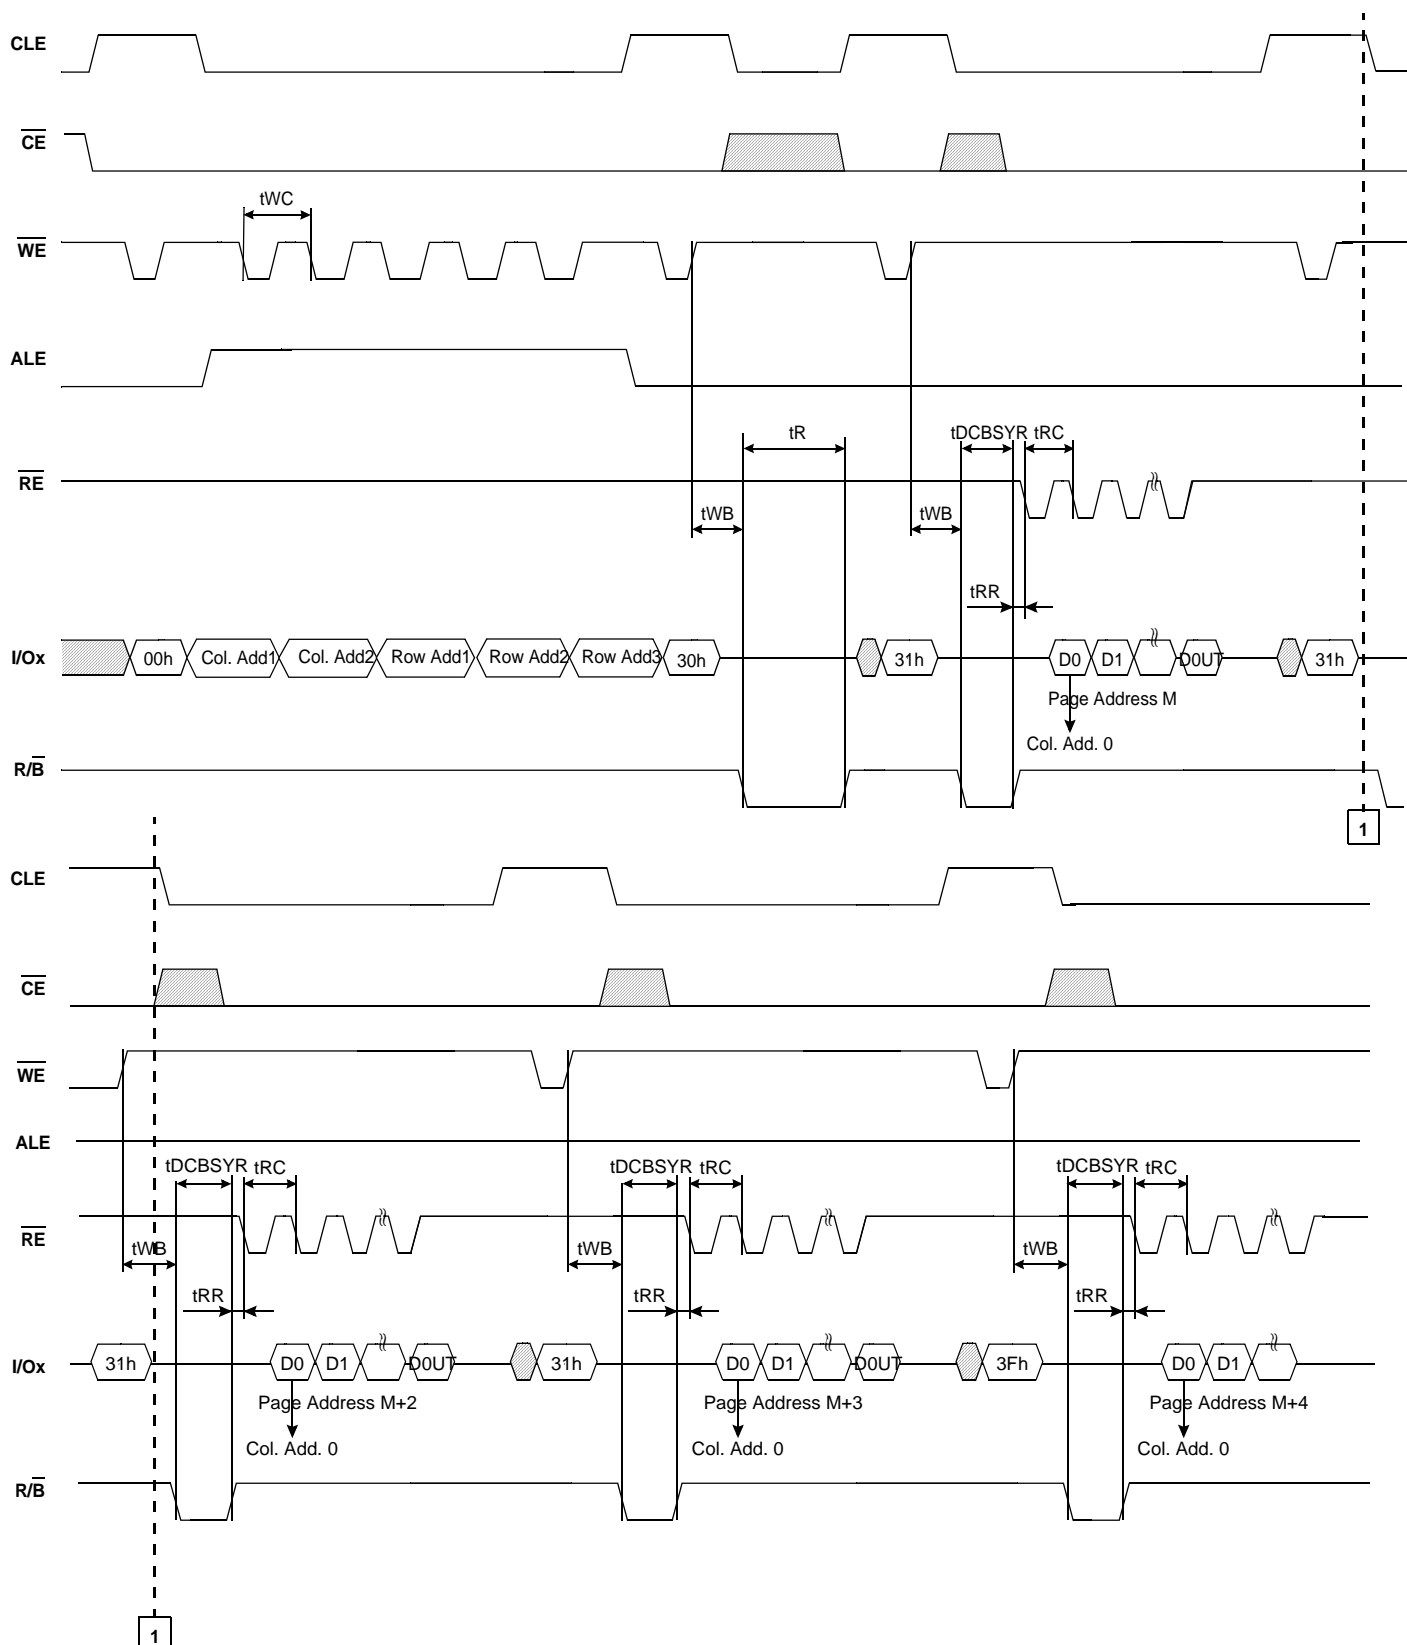 CLE
CE
tWC
WE
ALE
tR tDCBSYR tRC
RE
tWB tWB
tRR
I/Ox 00h Col. Add1 Col. Add2 Row Add1 Row Add2 Row Add3 30h 31h D0 D1 D0UT 31h
Page Address M
Col. Add. 0
R/B
1
CLE
CE
WE
ALE
tDCBSYR tRC tDCBSYR tRC tDCBSYR tRC
RE
tWB tWB tWB
tRR tRR tRR
I/Ox 31h D0 D1 D0UT 31h D0 D1 D0UT 3Fh D0 D1
Page Address M+2 Page Address M+3 Page Address M+4
Col. Add. 0 Col. Add. 0 Col. Add. 0
R/B
1